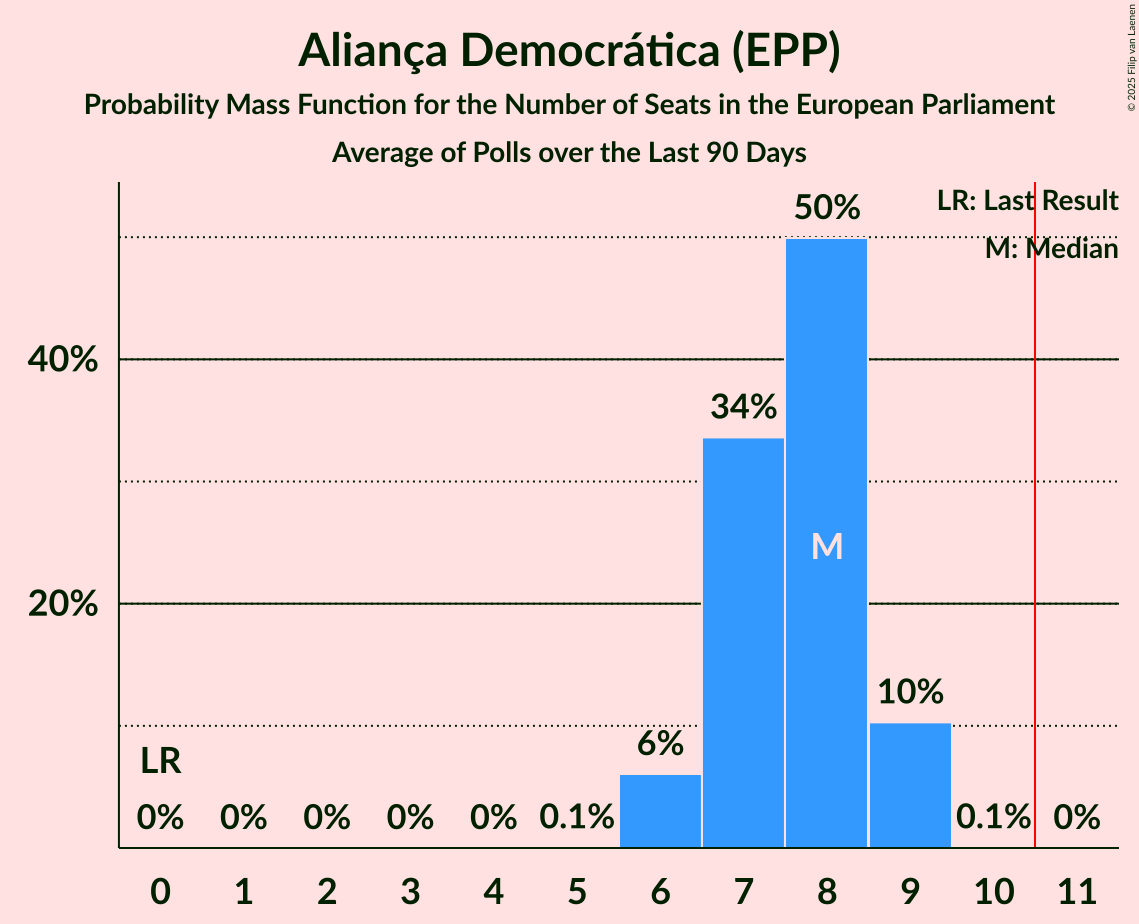 Aliança Democrática (EPP)
Probability Mass Function for the Number of Seats in the European Parliament
Average of Polls over the Last 90 Days
© 2025 Filip van Laenen
LR: Last Result
M: Median
50%
40%
34%
M
20%
10%
6%
LR
0% 0% 0% 0% 0% 0.1% 0.1% 0%
0 1 2 3 4 5 6 7 8 9 10 11